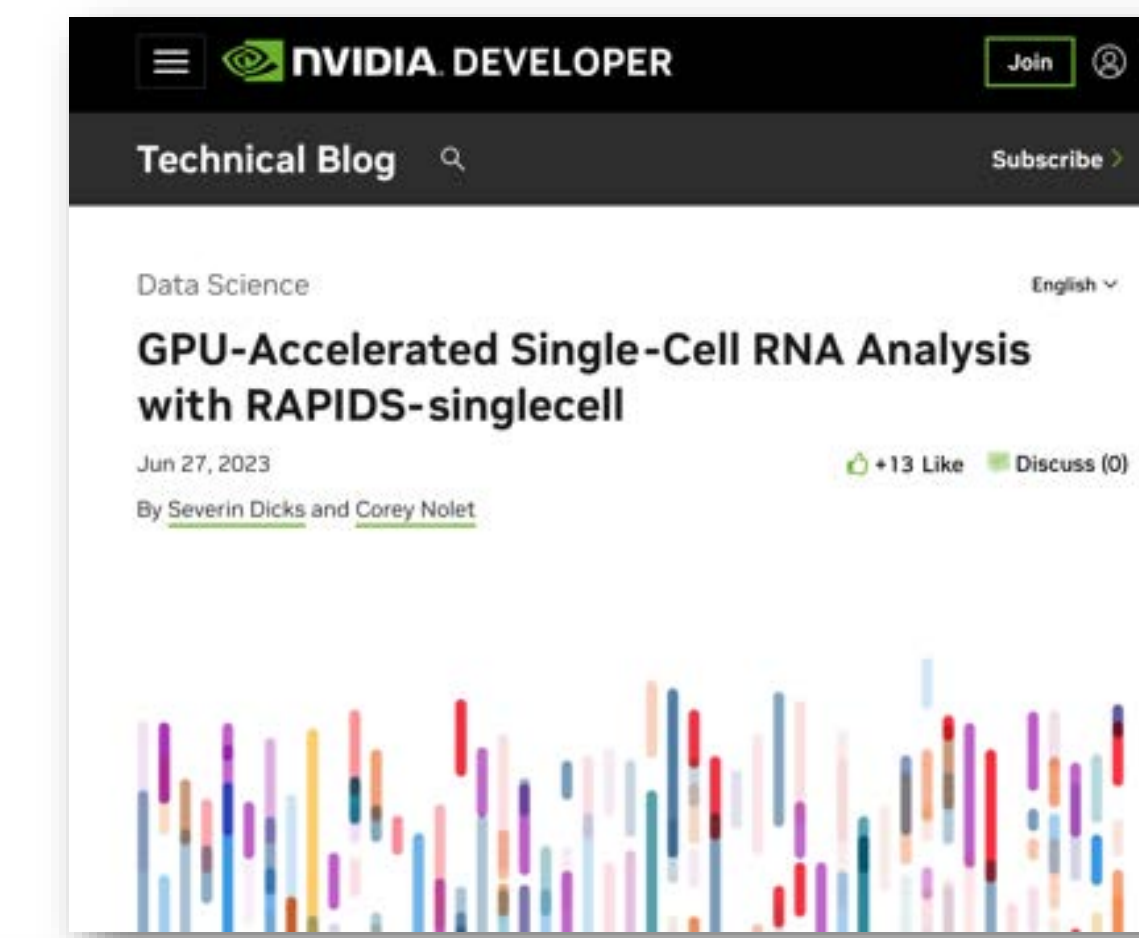 NVIDIA. DEVELOPER
Join
Technical Blog
Subscribe
Data Science
English
GPU-Accelerated Single-Cell RNA Analysis
with RAPIDS-singlecell
Jun 27, 2023
+13 Like
Discuss (0)
By Severin Dicks and Corey Nolet